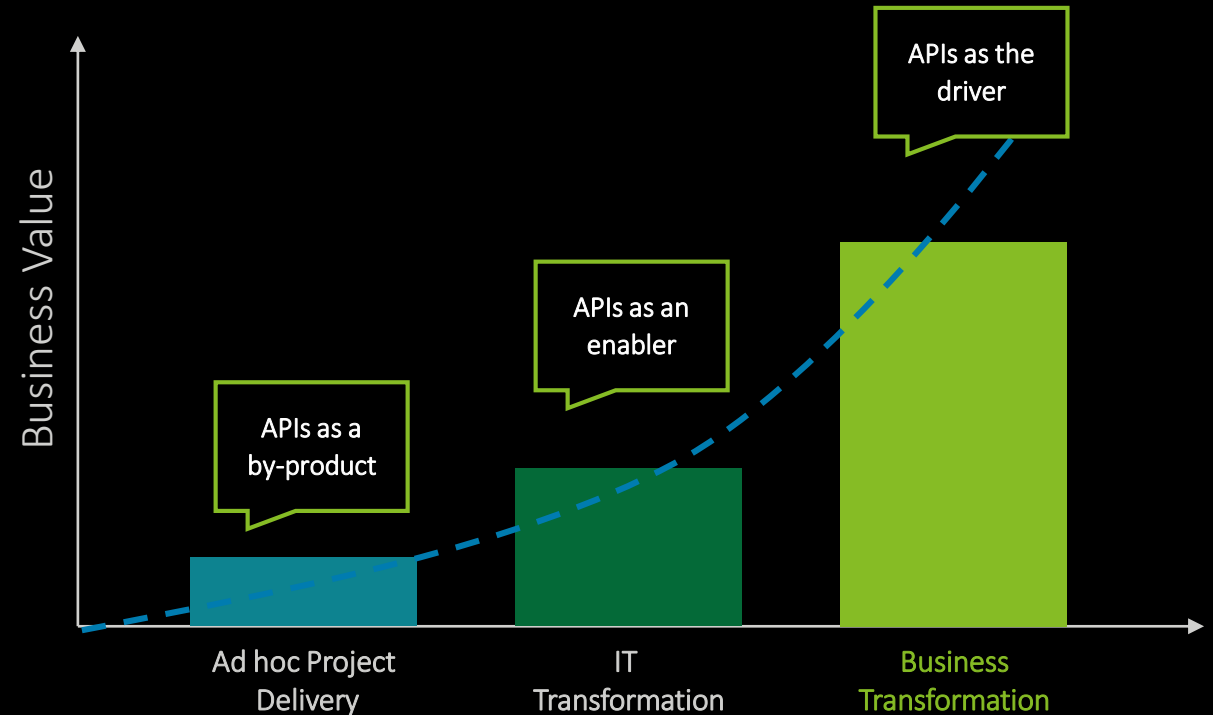 Business Value
APIs as a
by-product
APIs as an
enabler
APIs as the
driver
Ad hoc Project
Delivery
IT
Transformation
Business
Transformation